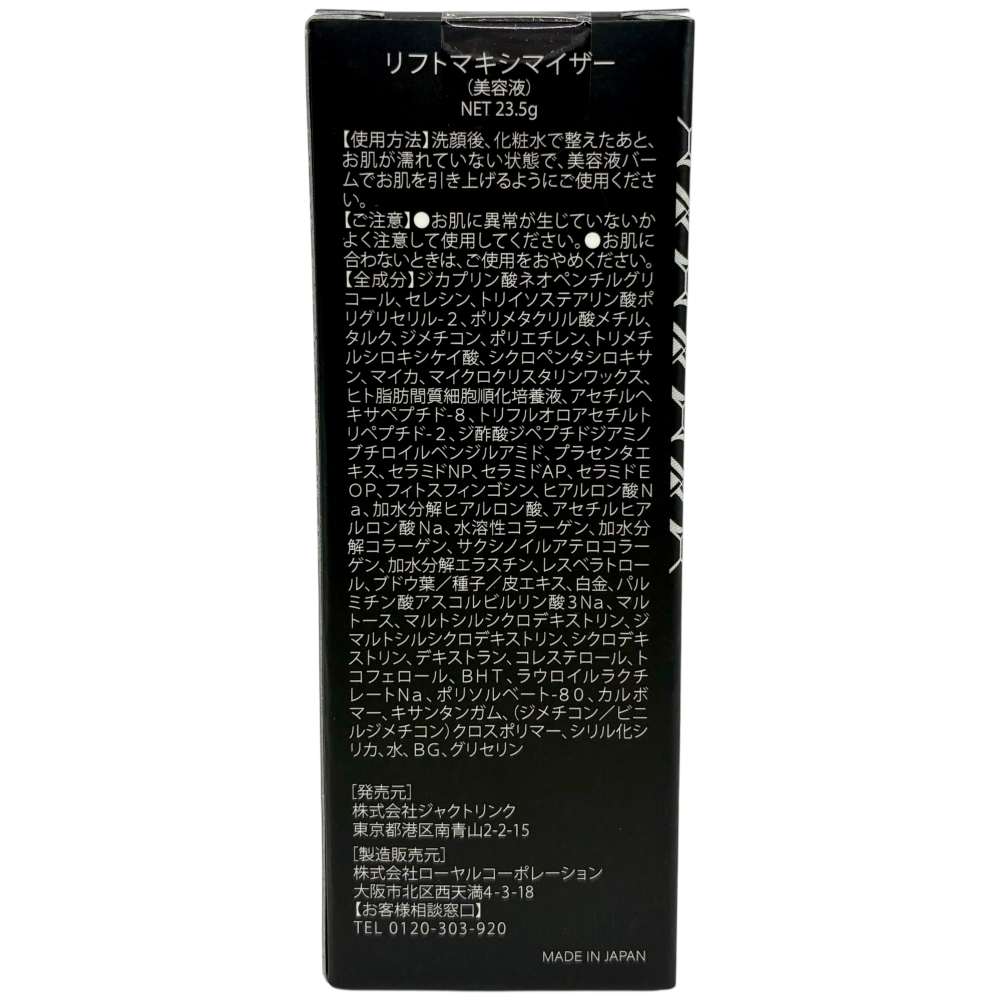 リフトマキシマイザー
(美容液)
NET 23.5g
【使用方法】洗顔後、化粧水で整えたあと、
お肌が濡れていない状態で、美容液バー
ムでお肌を引き上げるようにご使用くださ
い。
【ご注意】●お肌に異常が生じていないか
よく注意して使用してください。●お肌に
合わないときは、ご使用をおやめください。
【全成分】ジカプリン酸ネオペンチルグリ
コール、セレシン、トリイソステアリン酸ポ
リグリセリル-2、ポリメタクリル酸メチル、
タルク、ジメチコン、ポリエチレン、トリメチ
ルシロキシケイ酸、シクロペンタシロキサ
ン、マイカ、マイクロクリスタリンワックス、
ヒト脂肪間質細胞順化培養液、アセチルヘ
キサペプチド-8、トリフルオロアセチルト
リペプチド-2、ジ酢酸ジペプチドジアミノ
ブチロイルベンジルアミド、プラセンタエ
キス、セラミドNP、セラミドAP、セラミドE
OP、フィトスフィンゴシン、ヒアルロン酸N
a、加水分解ヒアルロン酸、アセチルヒア
ルロン酸Na、水溶性コラーゲン、加水分
解コラーゲン、サクシノイルアテロコラー
ゲン、加水分解エラスチン、レスベラトロー
ル、ブドウ葉／種子／皮エキス、白金、パル
ミチン酸アスコルビルリン酸3Na、マル
トース、マルトシルシクロデキストリン、ジ
マルトシルシクロデキストリン、シクロデキ
ストリン、デキストラン、コレステロール、ト
コフェロール、BHT、ラウロイルラクチ
レートNa、ポリソルベート-80、カルボ
マー、キサンタンガム、(ジメチコン／ビニ
ルジメチコン)クロスポリマー、シリル化シ
リカ、水、BG、グリセリン
[発売元]
株式会社ジャクトリンク
東京都港区南青山2-2-15
[製造販売元]
株式会社ローヤルコーポレーション
大阪市北区西天満4-3-18
【お客様相談窓口】
TEL 0120-303-920
MADE IN JAPAN